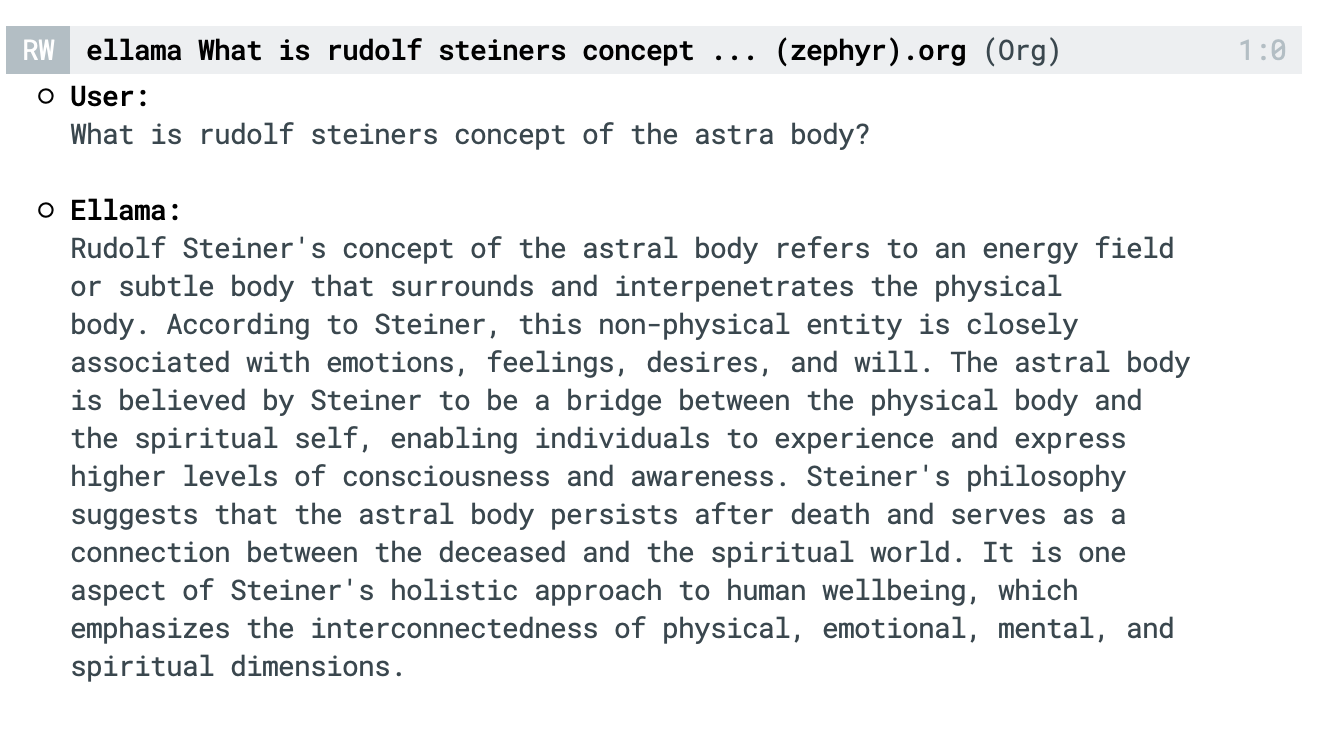 RW ellama What is rudolf steiners concept ... (zephyr).org (Org) 1:0
User:
What is rudolf steiners concept of the astra body?
Ellama:
Rudolf Steiner's concept of the astral body refers to an energy field
or subtle body that surrounds and interpenetrates the physical
body. According to Steiner, this non-physical entity is closely
associated with emotions, feelings, desires, and will. The astral body
is believed by Steiner to be a bridge between the physical body and
the spiritual self, enabling individuals to experience and express
higher levels of consciousness and awareness. Steiner's philosophy
suggests that the astral body persists after death and serves as a
connection between the deceased and the spiritual world. It is one
aspect of Steiner's holistic approach to human wellbeing, which
emphasizes the interconnectedness of physical, emotional, mental, and
spiritual dimensions.